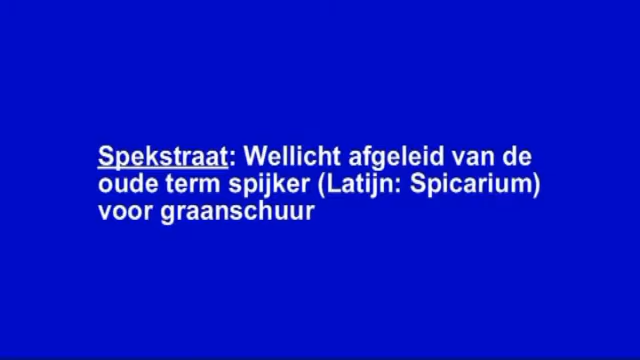 Spekstraat: Wellicht afgeleid van de
oude term spijker (Latijn: Spicarium)
voor graanschuur